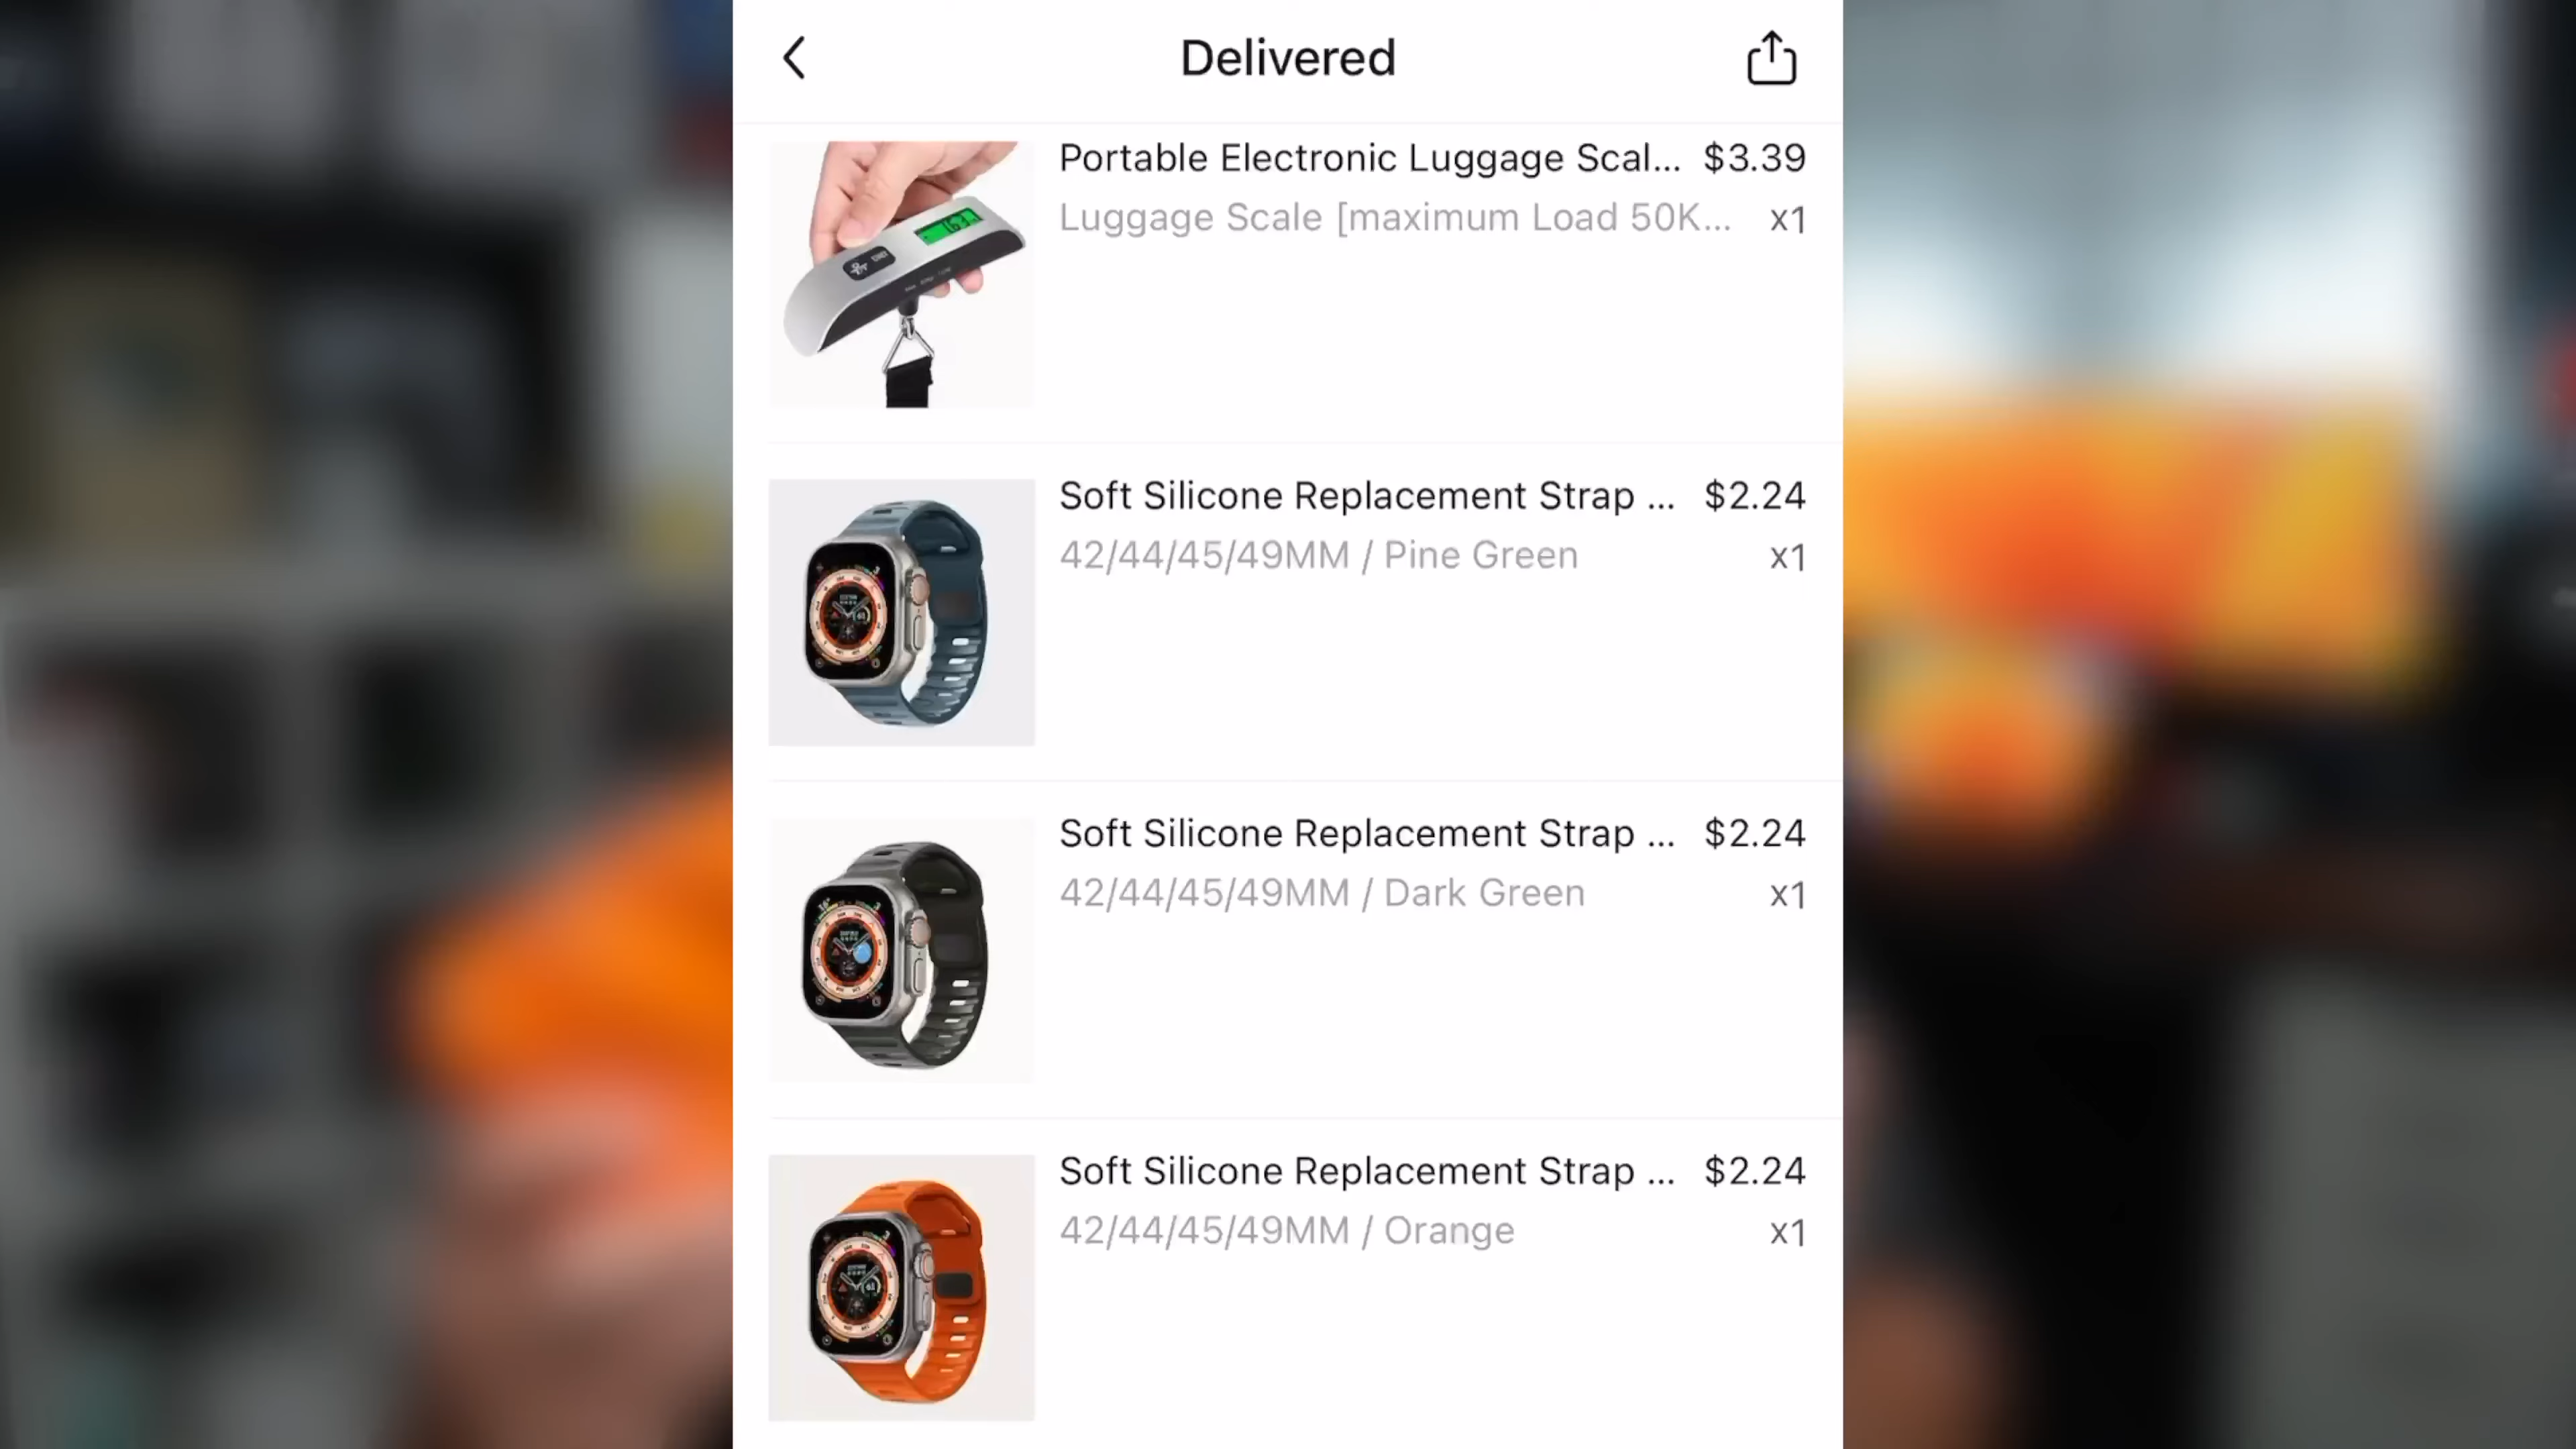 Delivered
Portable Electronic Luggage Scal... $3.39
Luggage Scale [maximum Load 50K... x1
Soft Silicone Replacement Strap ... $2.24
42/44/45/49MM / Pine Green x1
Soft Silicone Replacement Strap ... $2.24
42/44/45/49MM / Dark Green x1
Soft Silicone Replacement Strap ... $2.24
42/44/45/49MM / Orange x1